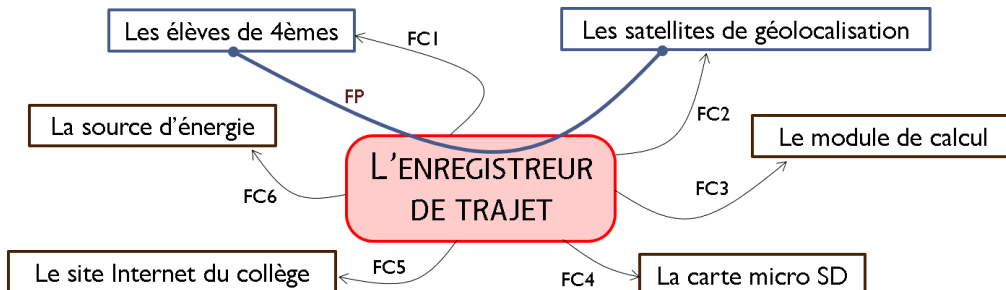 Les élèves de 4èmes
FC1
Les satellites de géolocalisation
FP
La source d'énergie
FC2
Le module de calcul
L'ENREGISTREUR
DE TRAJET
FC6
FC3
Le site Internet du collège
FC5
FC4
La carte micro SD